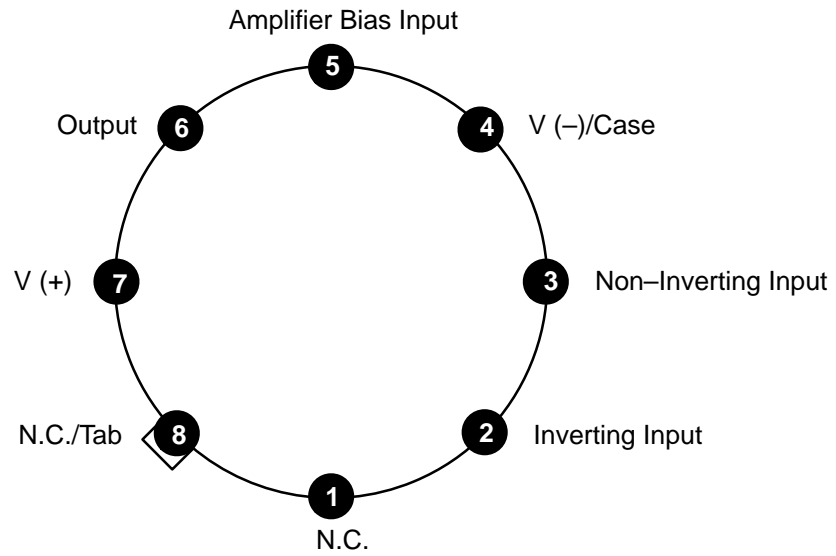 Amplifier Bias Input
5
Output
6
4
V (–)/Case
V (+)
7
3
Non–Inverting Input
N.C./Tab
8
2
Inverting Input
1
N.C.